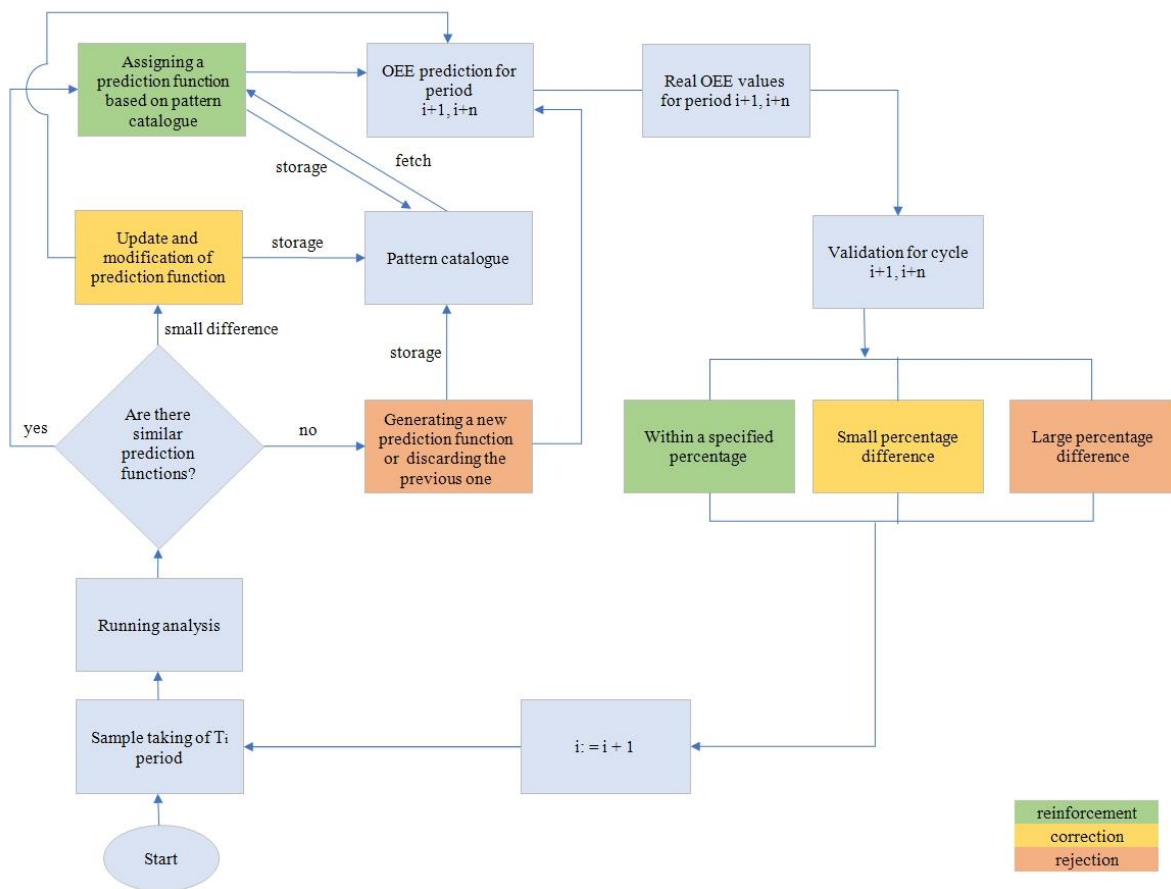 Assigning a
prediction function
based on pattern
catalogue
OEE prediction for
period
i+1, i+n
Real OEE values
for period i+1, i+n
storage
fetch
Update and
modification of
prediction function
storage
Pattern catalogue
Validation for cycle
i+1, i+n
small difference
storage
Are there
similar
prediction
functions?
yes
no
Generating a new
prediction function
or discarding the
previous one
Within a specified
percentage
Small percentage
difference
Large percentage
difference
Running analysis
Sample taking of Ti
period
i: = i + 1
Start
reinforcement
correction
rejection